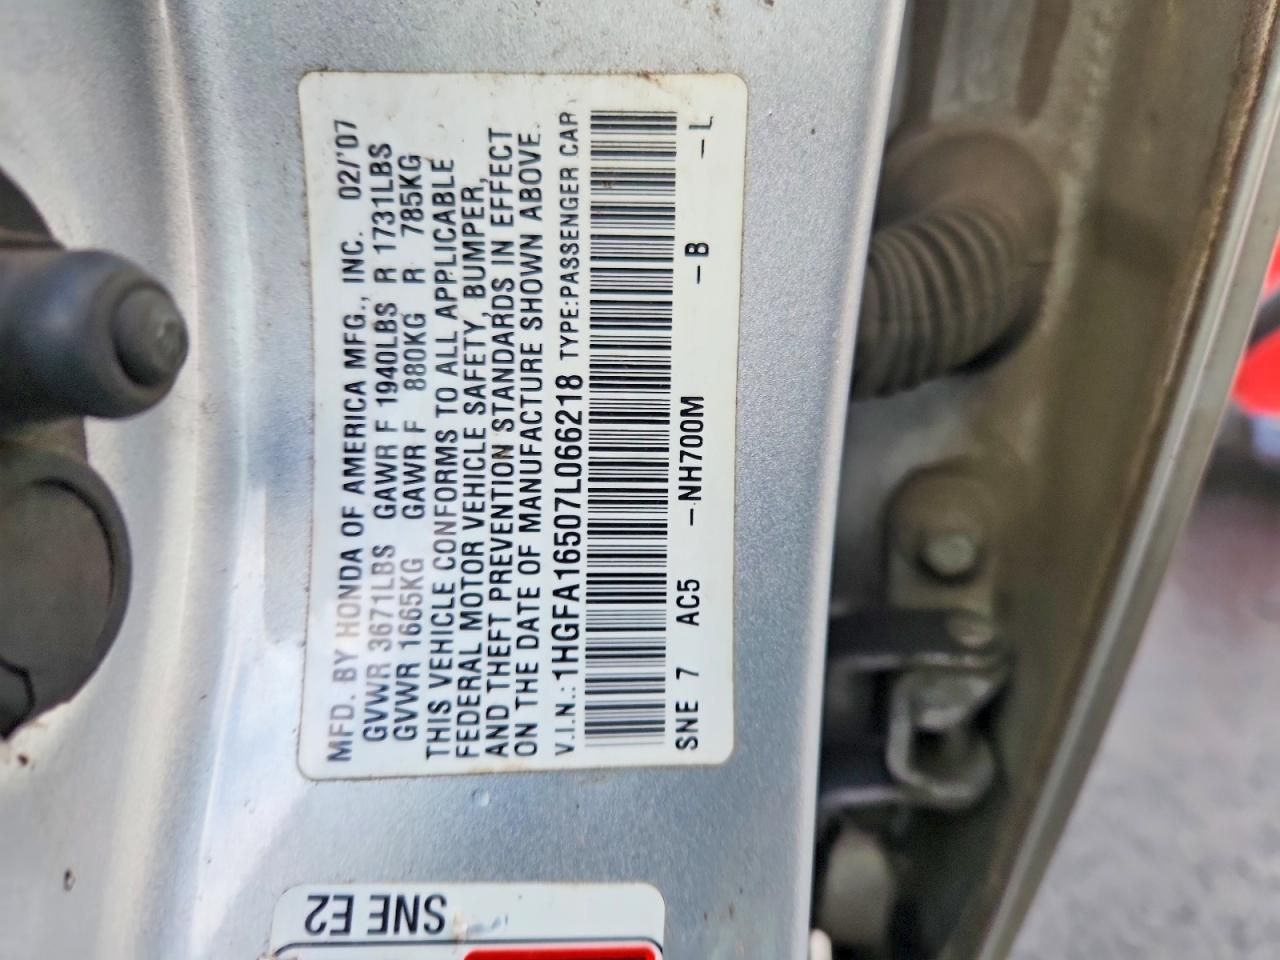 MFD. BY HONDA OF AMERICA MFG., INC. 02/'07
GVWR 3671LBS GAWR F 1940LBS R 1731LBS
GVWR 1665KG GAWR F 880KG R 785KG
THIS VEHICLE CONFORMS TO ALL APPLICABLE
FEDERAL MOTOR VEHICLE SAFETY, BUMPER,
AND THEFT PREVENTION STANDARDS IN EFFECT
ON THE DATE OF MANUFACTURE SHOWN ABOVE.
V.I.N.: 1HGFA16507L066218 TYPE:PASSENGER CAR
SNE 7 AC5 -NH700M -B -L
SNE E2